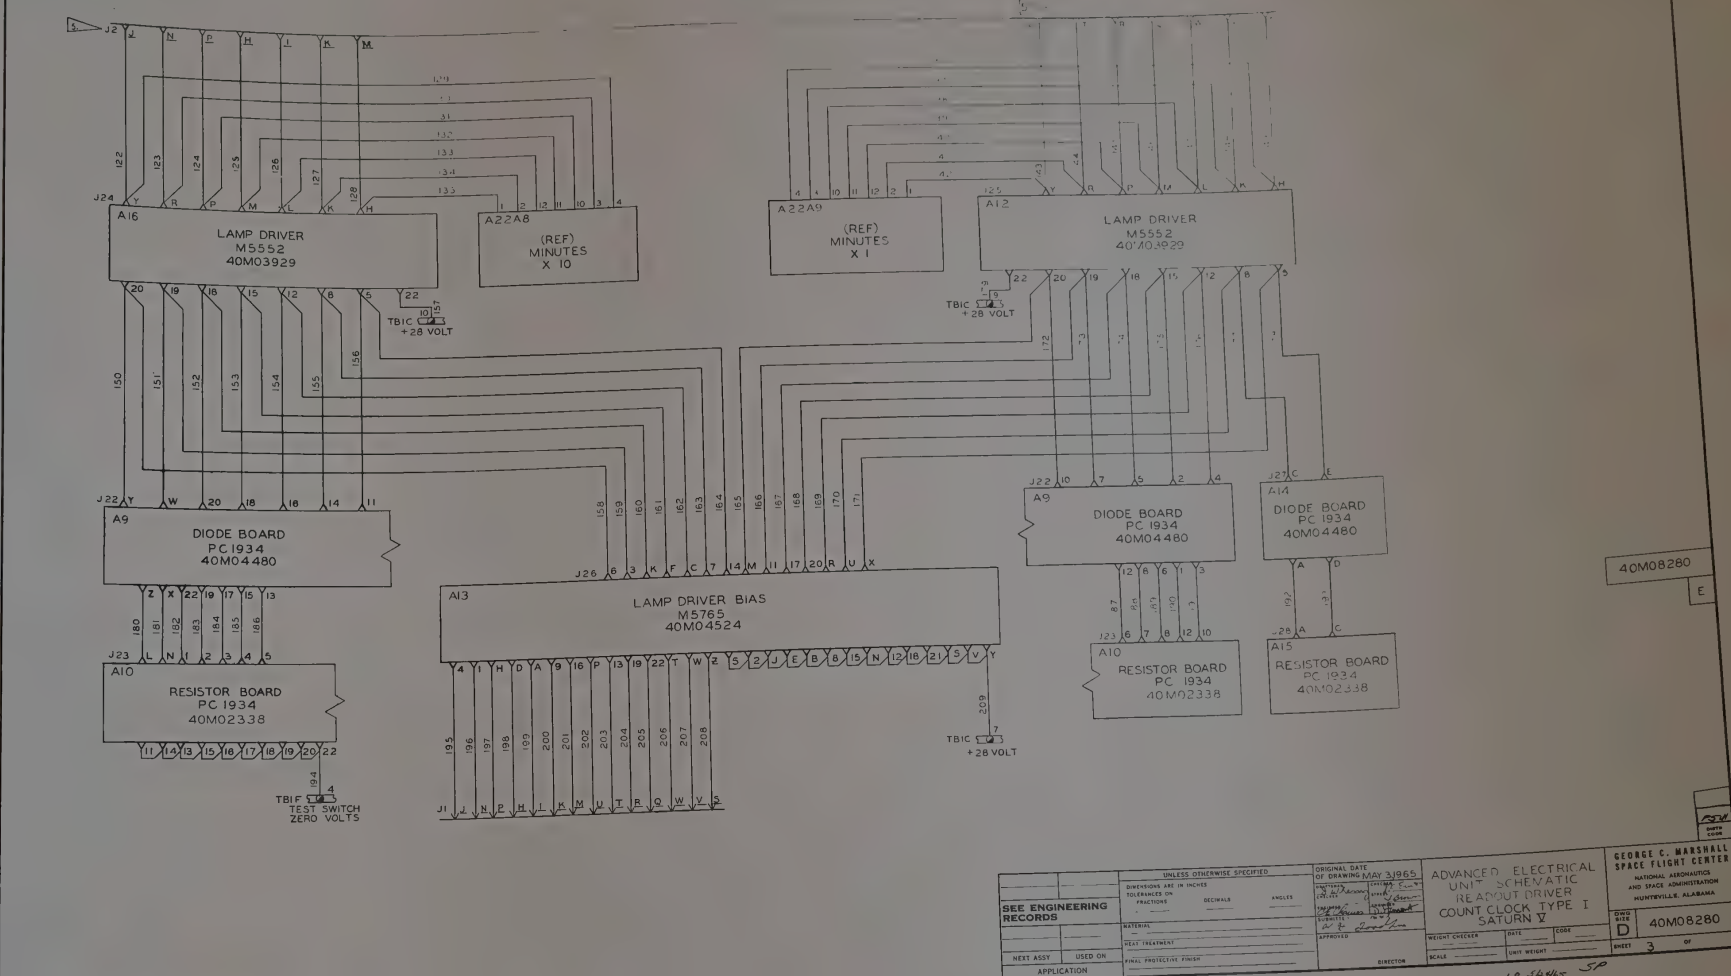 5
J2 J N P H I K M
131
132
133
134
135
122 123 124 125 126 127 128
J24 Y R P M L K H
A16
LAMP DRIVER
M5552
40M03929
20 19 18 15 12 8 5 22
10 157
TB1C
+28 VOLT
1 2 12 11 10 3 4
A22A8
(REF)
MINUTES
X 10
4 10 11 12 2 1
A22A9
(REF)
MINUTES
X 1
J25 Y R P M L K H
A12
LAMP DRIVER
M5552
40M03929
22 20 19 18 15 12 8 5
9
TB1C
+28 VOLT
150 151 152 153 154 155 156
172
158 159 160 161 162 163 164 165 166 167 168 169 170 171
J22 Y W 20 18 16 14 11
A9
DIODE BOARD
PC 1934
40M04480
Z X 22 19 17 15 13
180 181 182 183 184 185 186
J23 L N 1 2 3 4 5
A10
RESISTOR BOARD
PC 1934
40M02338
11 14 13 15 16 17 18 19 20 22
194
4
TB1F
TEST SWITCH
ZERO VOLTS
J26 6 3 K F C 7 14 M 11 17 20 R U X
A13
LAMP DRIVER BIAS
M5765
40M04524
4 1 H D A 9 16 P 13 19 22 T W Z 5 2 J E B 8 15 N 12 18 21 S V Y
195 196 197 198 199 200 201 202 203 204 205 206 207 208
209
7
TB1C
+28 VOLT
J1 J N P H I K M U T R Q W V S
J22 10 7 5 2 4
A9
DIODE BOARD
PC 1934
40M04480
12 8 6 1 3
J23 6 7 8 12 10
A10
RESISTOR BOARD
PC 1934
40M02338
J27 C E
A14
DIODE BOARD
PC 1934
40M04480
A D
192
J28 A C
A15
RESISTOR BOARD
PC 1934
40M02338
40M08280
E
SEE ENGINEERING
RECORDS
NEXT ASSY USED ON
APPLICATION
UNLESS OTHERWISE SPECIFIED
DIMENSIONS ARE IN INCHES
TOLERANCES ON
FRACTIONS DECIMALS ANGLES
MATERIAL
HEAT TREATMENT
FINAL PROTECTIVE FINISH
ORIGINAL DATE
OF DRAWING MAY 3, 1965
SUBMITTED
APPROVED
DIRECTOR
ADVANCED ELECTRICAL
UNIT SCHEMATIC
READOUT DRIVER
COUNT CLOCK TYPE I
SATURN V
WEIGHT CHECKER DATE CODE
SCALE UNIT WEIGHT
GEORGE C. MARSHALL
SPACE FLIGHT CENTER
NATIONAL AERONAUTICS
AND SPACE ADMINISTRATION
HUNTSVILLE, ALABAMA
DWG SIZE
D 40M08280
SHEET 3 OF